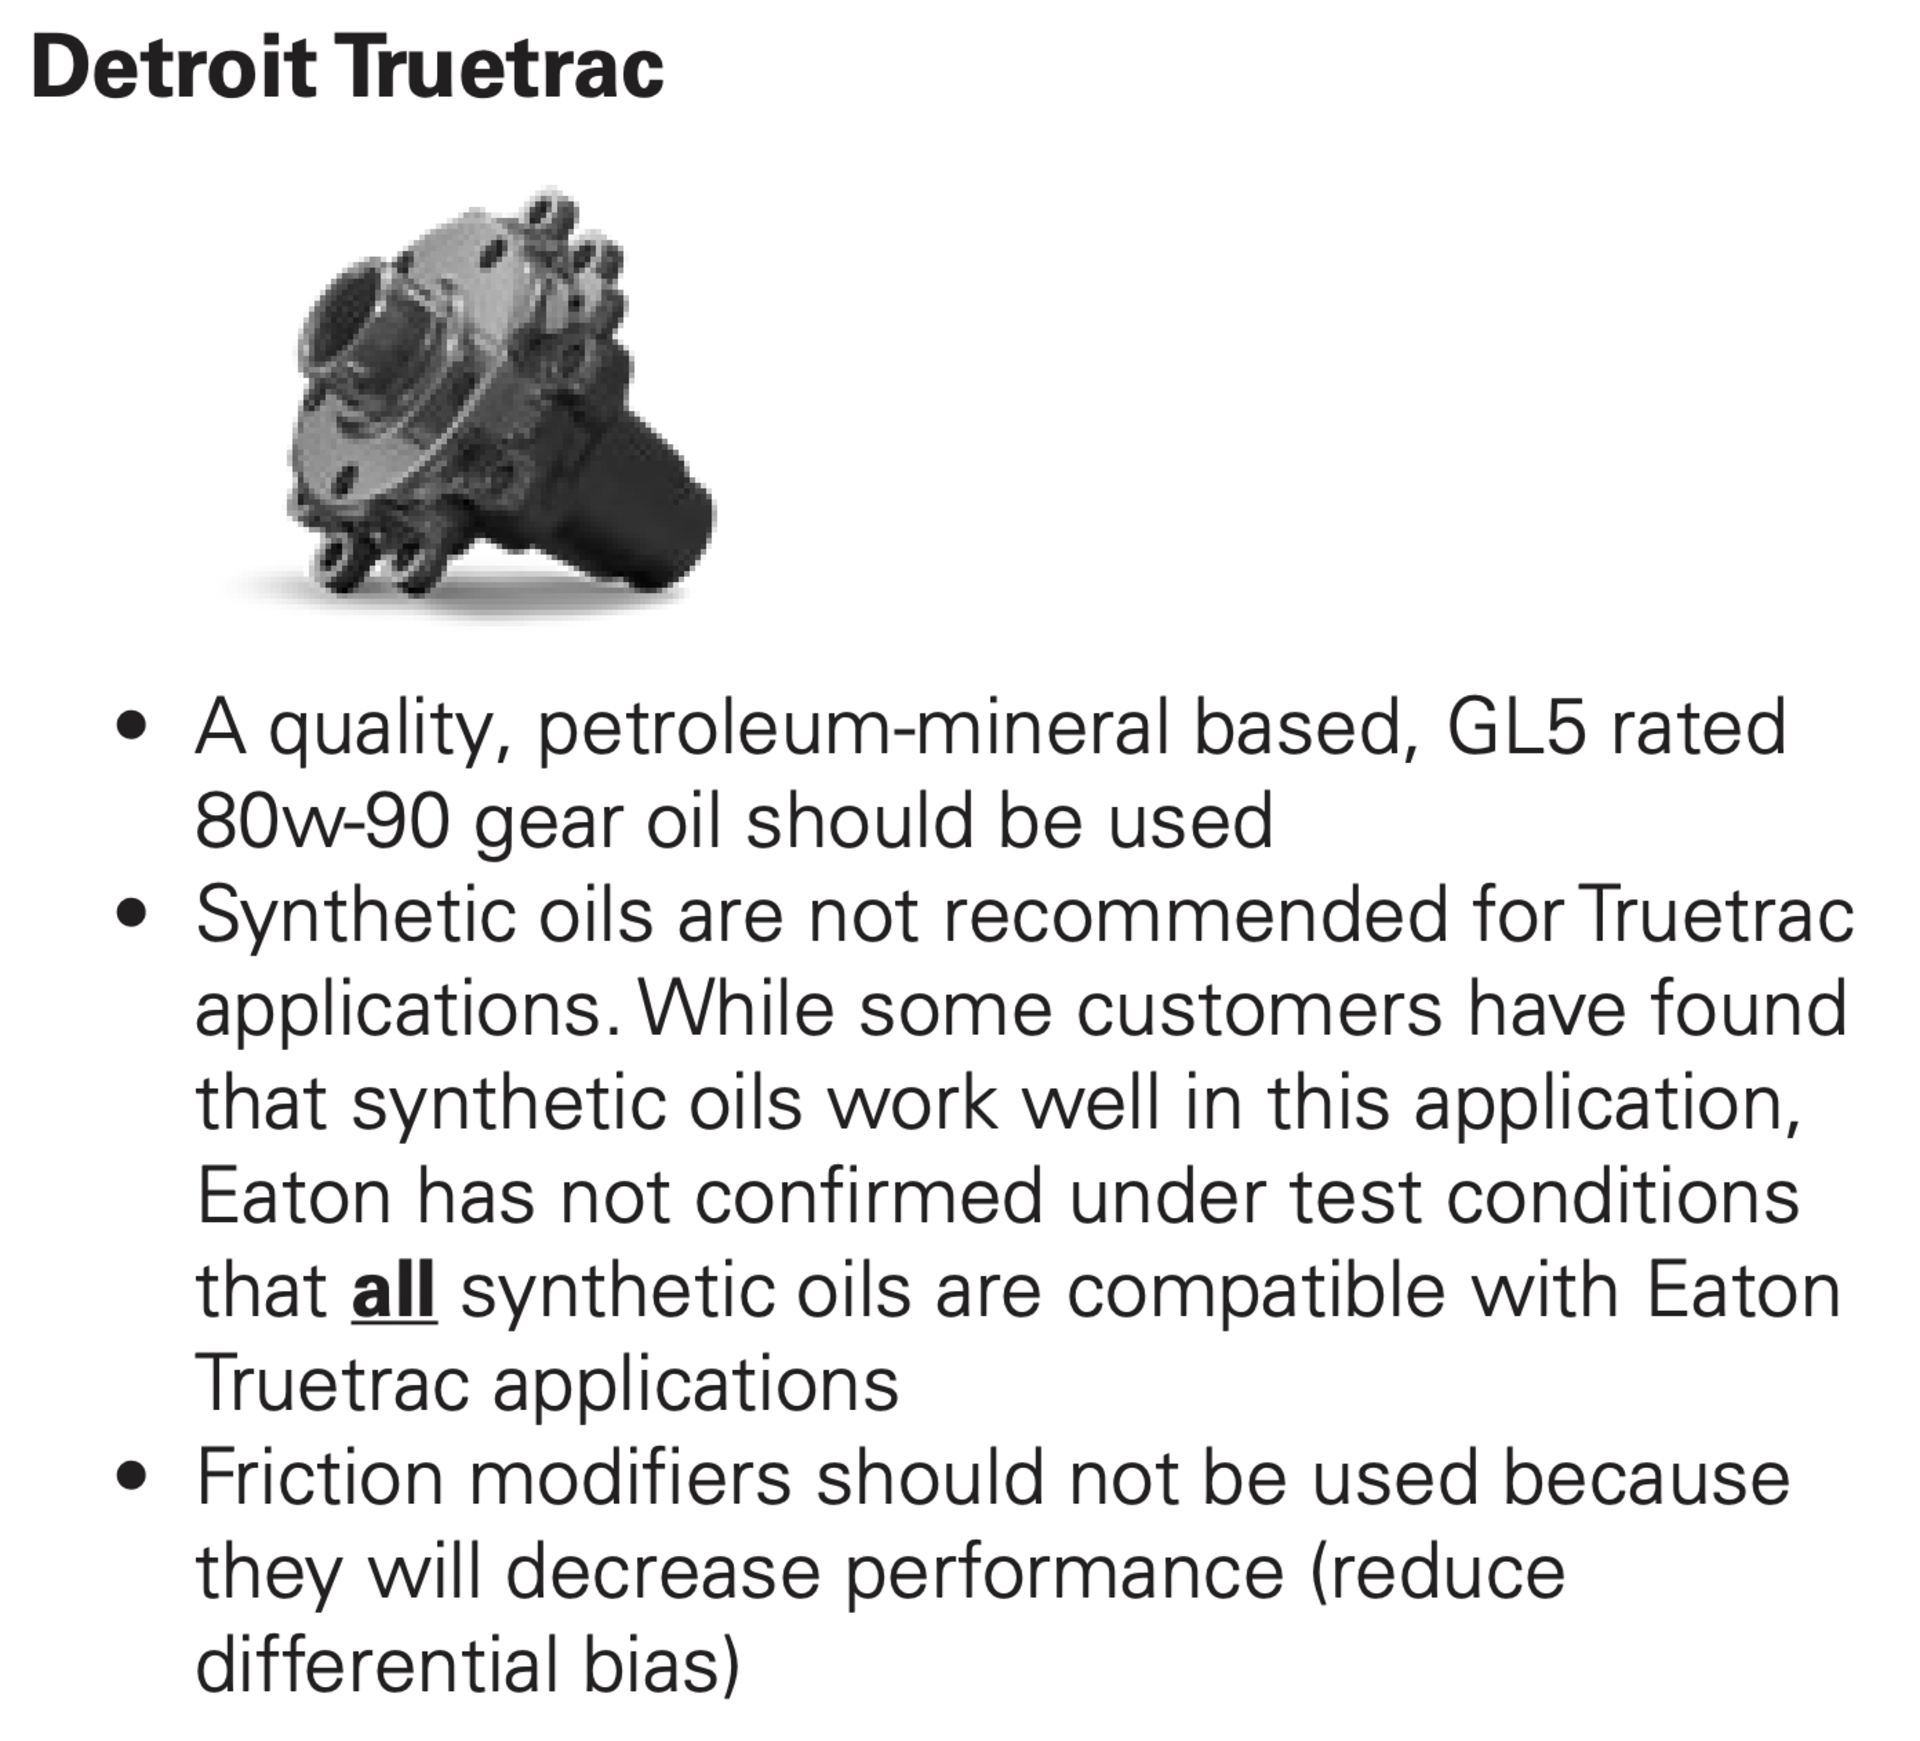 Detroit Truetrac
• A quality, petroleum-mineral based, GL5 rated
80w-90 gear oil should be used
• Synthetic oils are not recommended for Truetrac
applications. While some customers have found
that synthetic oils work well in this application,
Eaton has not confirmed under test conditions
that all synthetic oils are compatible with Eaton
Truetrac applications
• Friction modifiers should not be used because
they will decrease performance (reduce
differential bias)